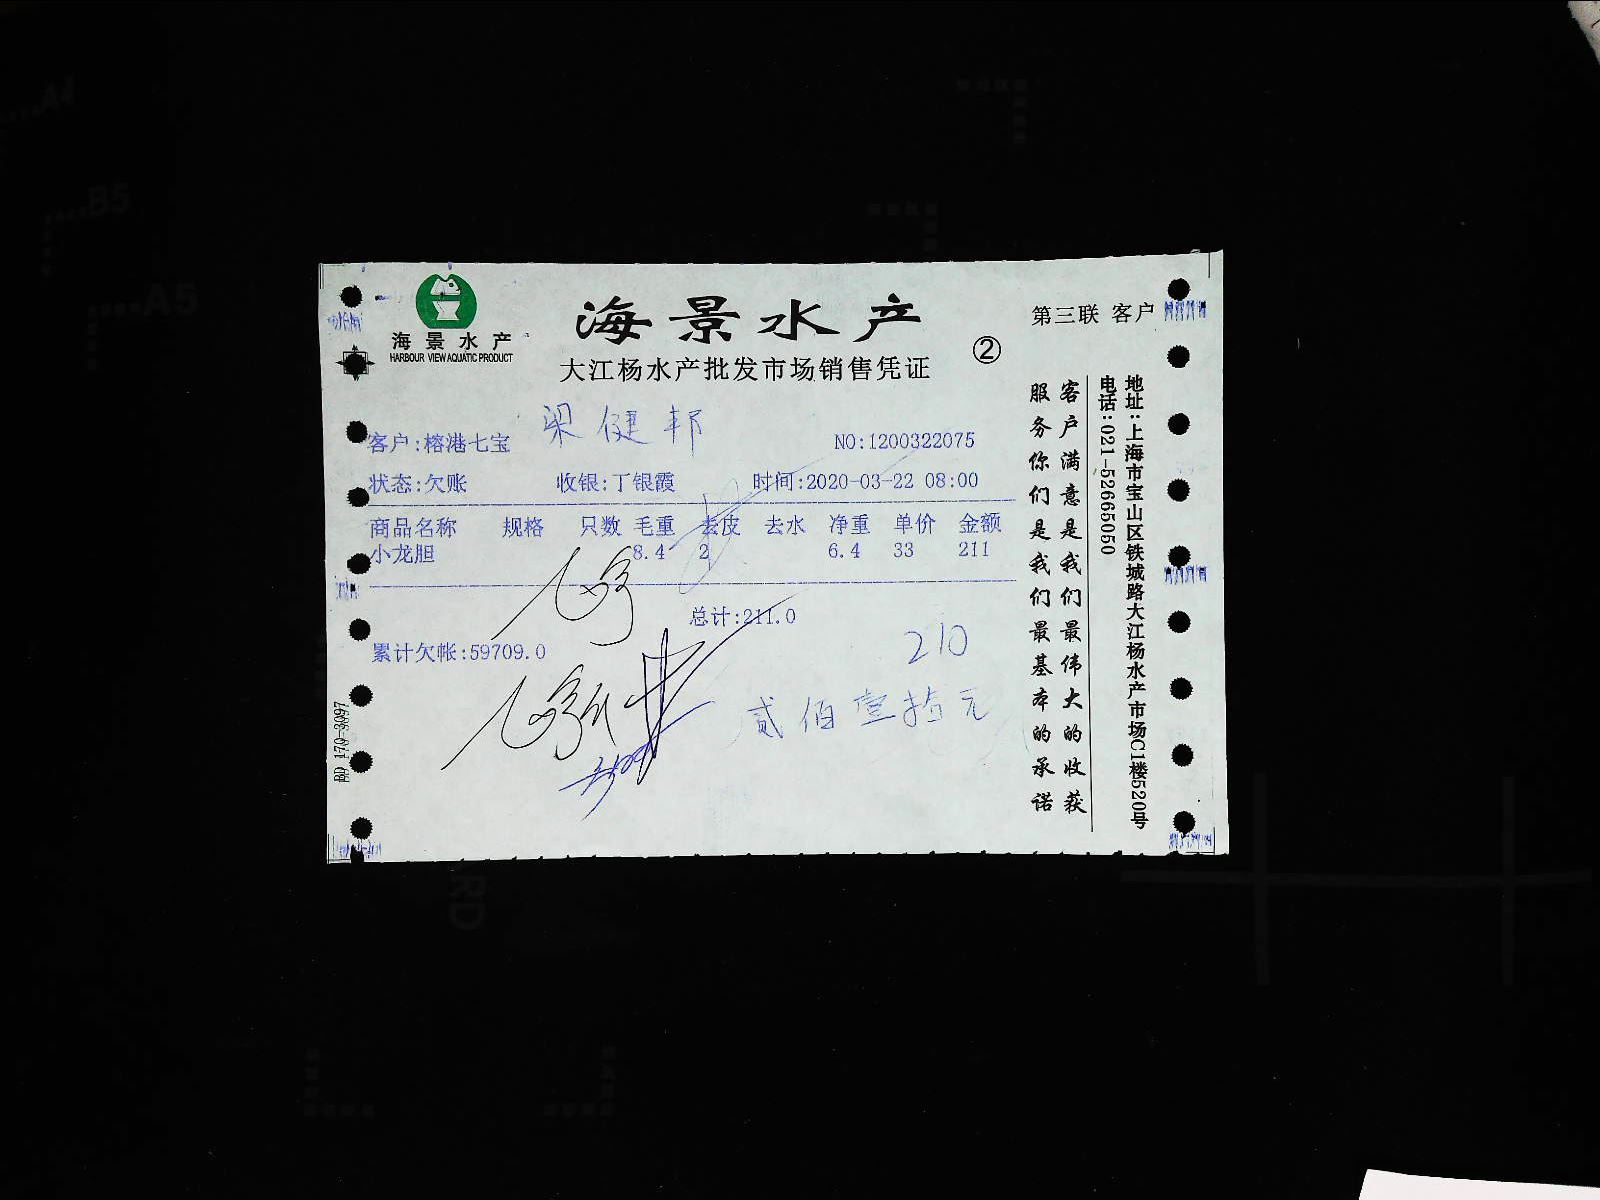 海景水产
HARBOUR VIEW AQUATIC PRODUCT
海景水产
大江杨水产批发市场销售凭证
②
第三联 客户
梁健邦
客户:榕港七宝
NO:1200322075
状态:欠账 收银:丁银霞 时间:2020-03-22 08:00
商品名称 规格 只数 毛重 去皮 去水 净重 单价 金额
小龙胆 8.4 2 6.4 33 211
总计:211.0
累计欠帐:59709.0
210
贰佰壹拾元
客户满意是我们最伟大的收获
服务你们是我们最基本的承诺
地址:上海市宝山区铁城路大江杨水产市场C1楼520号
电话:021-52665050
BD 170-3097
A4
B5
A5
RD